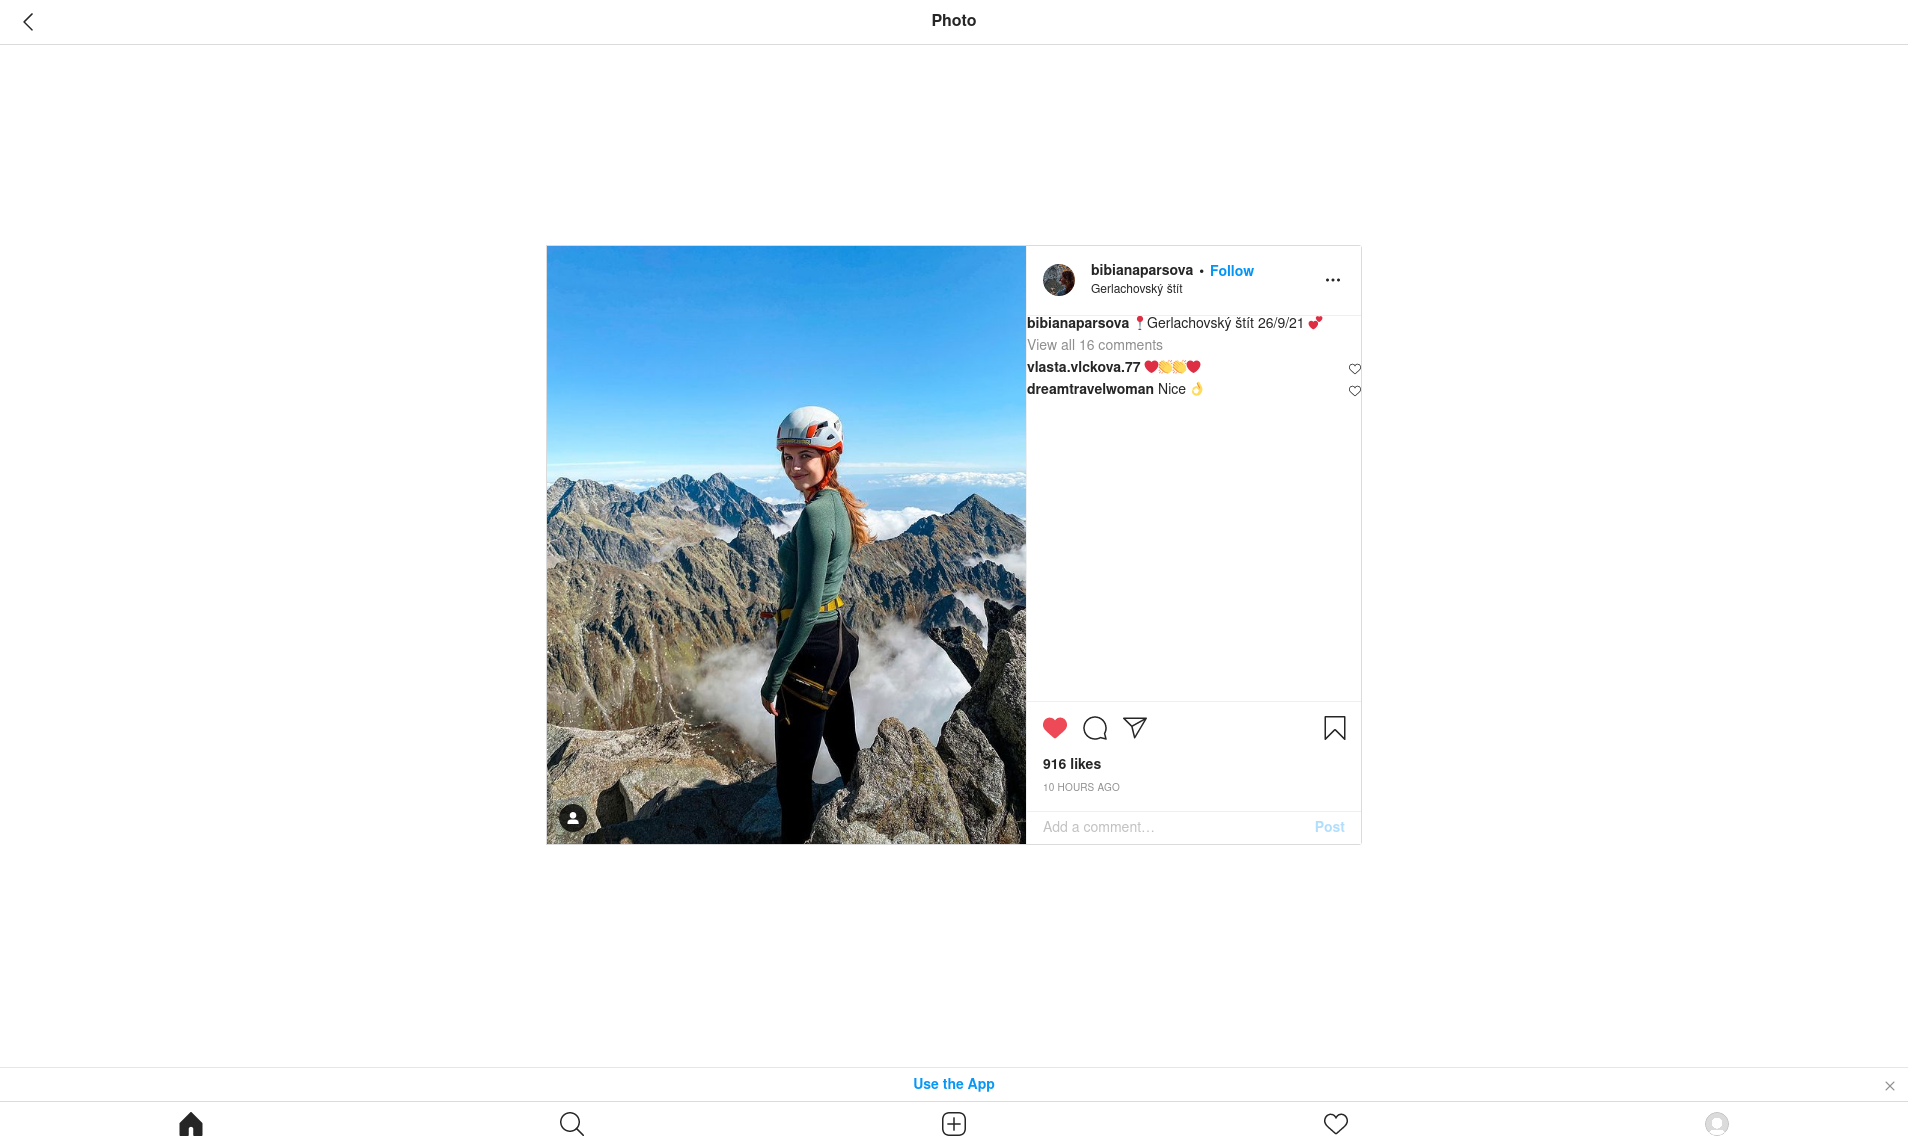 Photo
bibianaparsova • Follow
Gerlachovský štít
bibianaparsova 📍Gerlachovský štít 26/9/21 💕
View all 16 comments
vlasta.vlckova.77 ❤️👏👏❤️
dreamtravelwoman Nice 👌
916 likes
10 HOURS AGO
Add a comment…
Post
Use the App